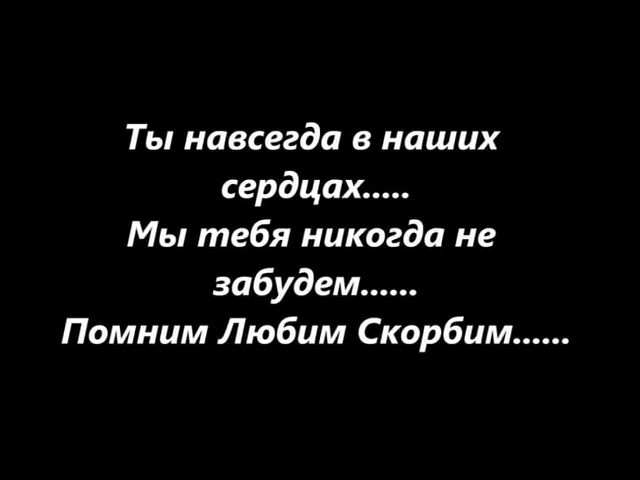 Ты навсегда в наших
сердцах.....
Мы тебя никогда не
забудем......
Помним Любим Скорбим......